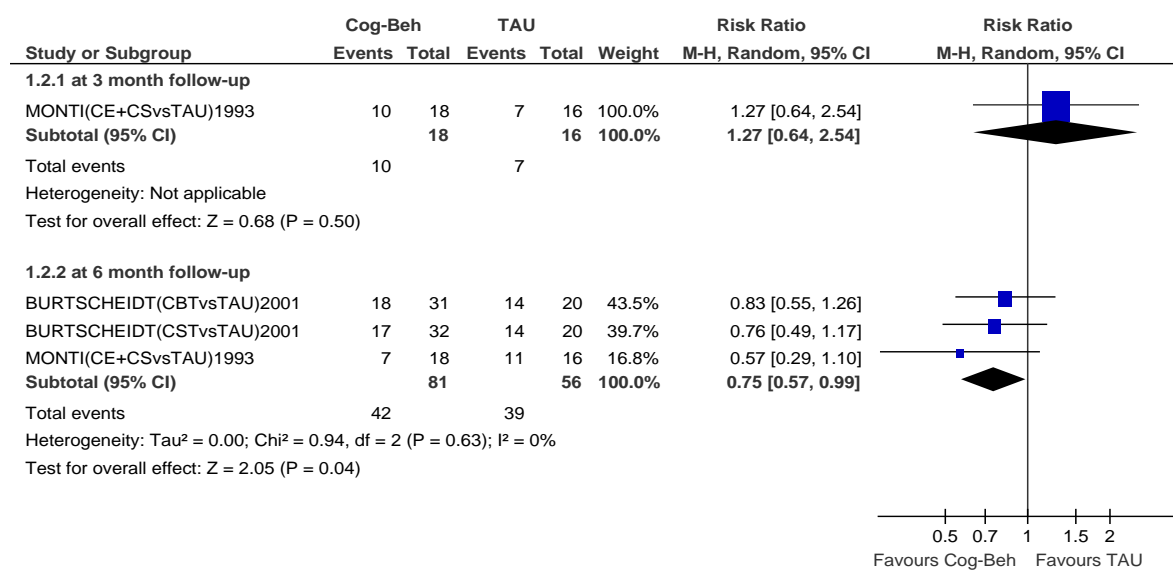 Cog-Beh TAU Risk Ratio Risk Ratio
Study or Subgroup Events Total Events Total Weight M-H, Random, 95% CI M-H, Random, 95% CI
1.2.1 at 3 month follow-up
MONTI(CE+CSvsTAU)1993 10 18 7 16 100.0% 1.27 [0.64, 2.54]
Subtotal (95% CI) 18 16 100.0% 1.27 [0.64, 2.54]
Total events 10 7
Heterogeneity: Not applicable
Test for overall effect: Z = 0.68 (P = 0.50)
1.2.2 at 6 month follow-up
BURTSCHEIDT(CBTvsTAU)2001 18 31 14 20 43.5% 0.83 [0.55, 1.26]
BURTSCHEIDT(CSTvsTAU)2001 17 32 14 20 39.7% 0.76 [0.49, 1.17]
MONTI(CE+CSvsTAU)1993 7 18 11 16 16.8% 0.57 [0.29, 1.10]
Subtotal (95% CI) 81 56 100.0% 0.75 [0.57, 0.99]
Total events 42 39
Heterogeneity: Tau² = 0.00; Chi² = 0.94, df = 2 (P = 0.63); I² = 0%
Test for overall effect: Z = 2.05 (P = 0.04)
0.5 0.7 1 1.5 2
Favours Cog-Beh Favours TAU